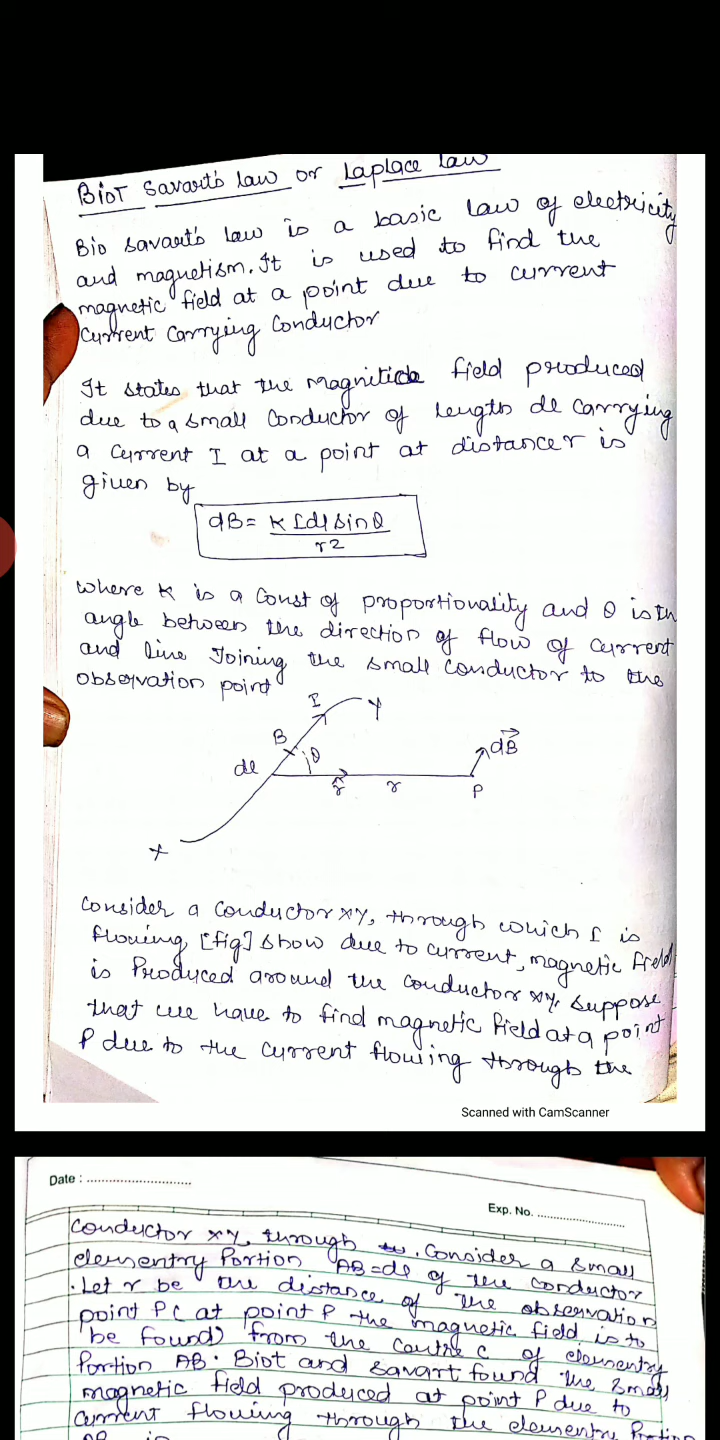 BioT Savart's law or Laplace law
Bio savart's law is a basic law of electricity
and magnetism. It is used to find the
magnetic field at a point due to current
Current Carrying Conductor
It states that the magnitide field produced
due to a small conductor of length dl carrying
a current I at a point at distance r is
given by
dB = K Idl sinθ
r2
where K is a Const of proportionality and θ is th
angle between the direction of flow of current
and line Joining the small conductor to the
observation point
I
Y
B
dB
dl
θ
r̂
r
P
X
Consider a conductor XY, through which I is
flowing [fig] show due to current, magnetic field
is Produced around the conductor XY, suppose
that we have to find magnetic field at a point
P due to the current flowing through the
Scanned with CamScanner
Date :
Exp. No.
conductor XY, through . Consider a small
elementry Portion AB = dl of the conductor
. Let r be the distance of the observation
point P ( at point P the magnetic field is to
be found) from the centre C of elementry
Portion AB. Biot and savart found the small
magnetic field produced at point P due to
current flowing through the elementry Portion